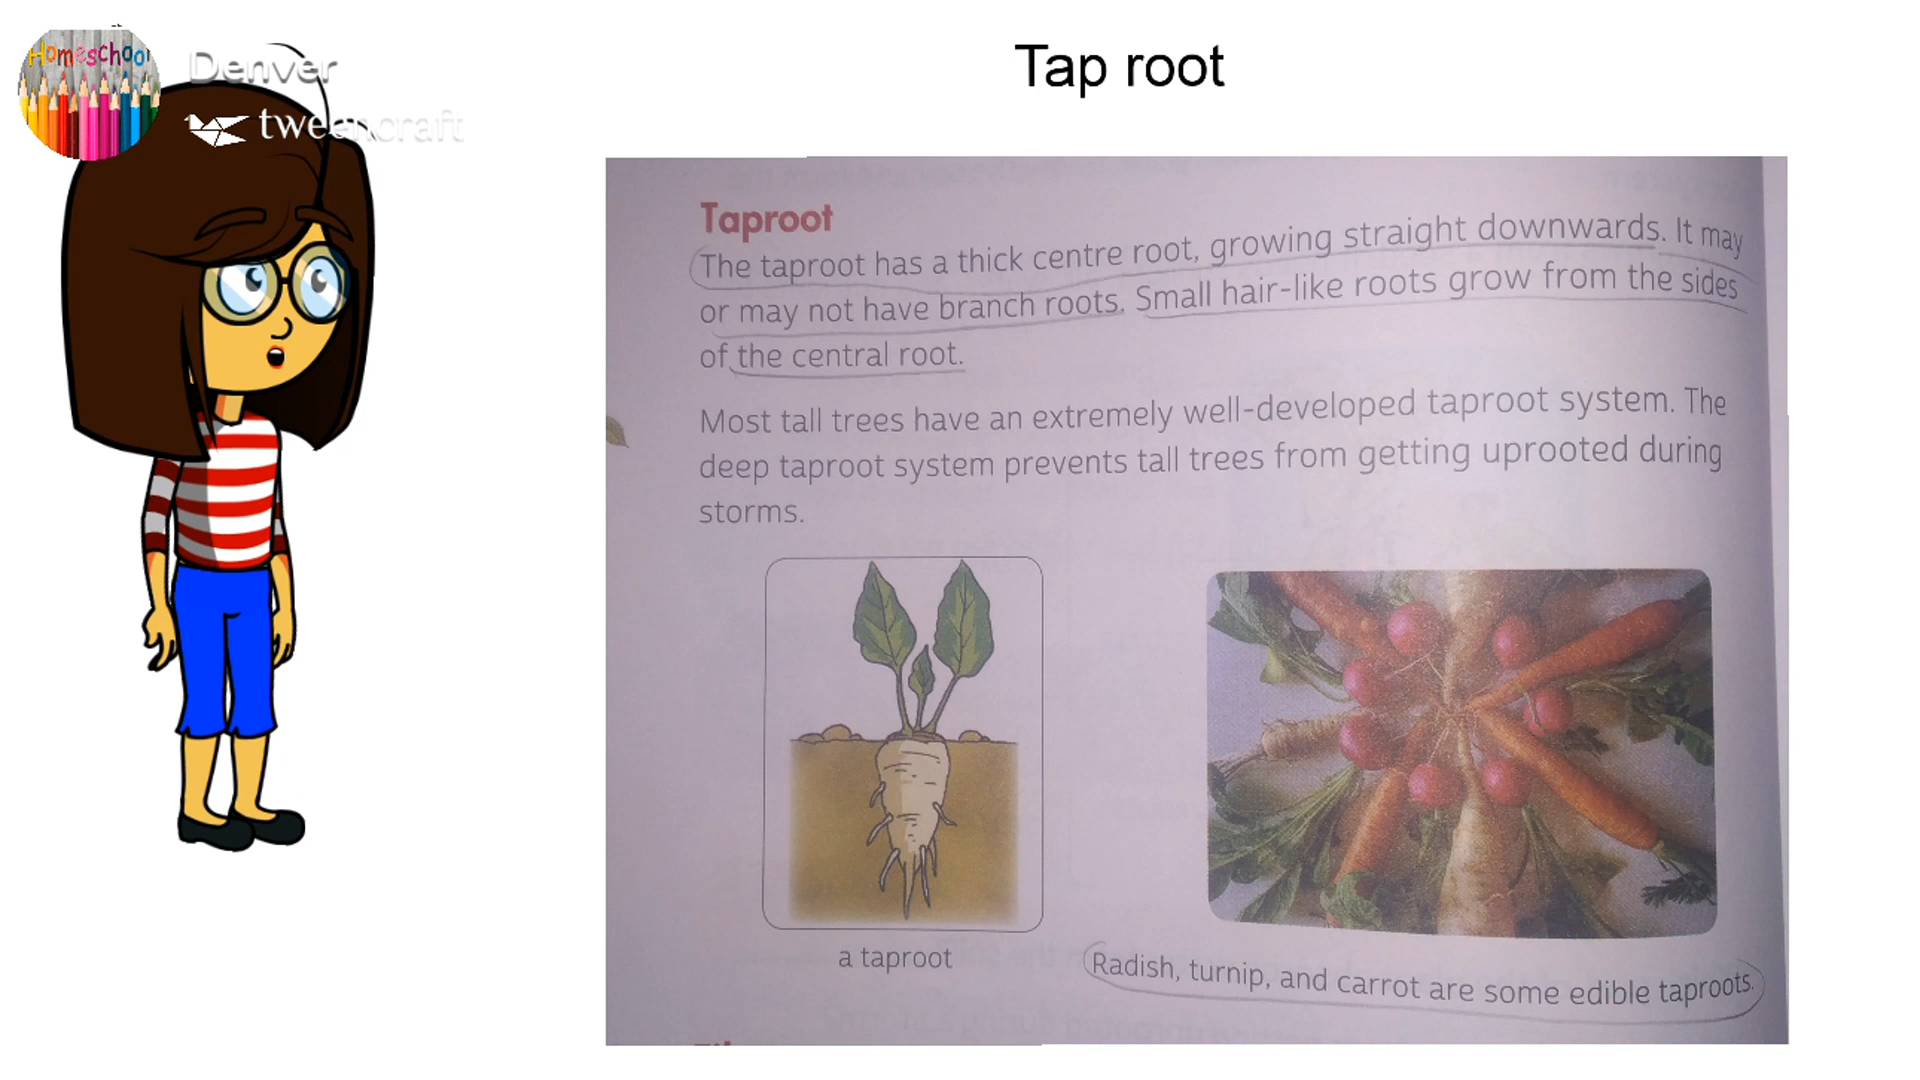 Homeschool
Denver
tweencraft
Tap root
Taproot
The taproot has a thick centre root, growing straight downwards. It may
or may not have branch roots. Small hair-like roots grow from the sides
of the central root.
Most tall trees have an extremely well-developed taproot system. The
deep taproot system prevents tall trees from getting uprooted during
storms.
a taproot
Radish, turnip, and carrot are some edible taproots.